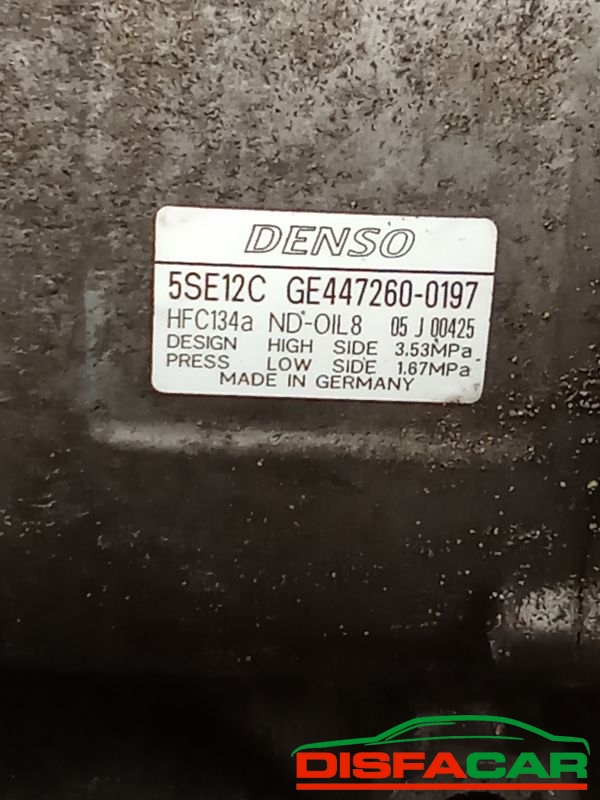 DENSO
5SE12C GE447260-0197
HFC134a ND-OIL8 05 J 00425
DESIGN HIGH SIDE 3.53MPa
PRESS LOW SIDE 1.67MPa
MADE IN GERMANY
DISFACAR